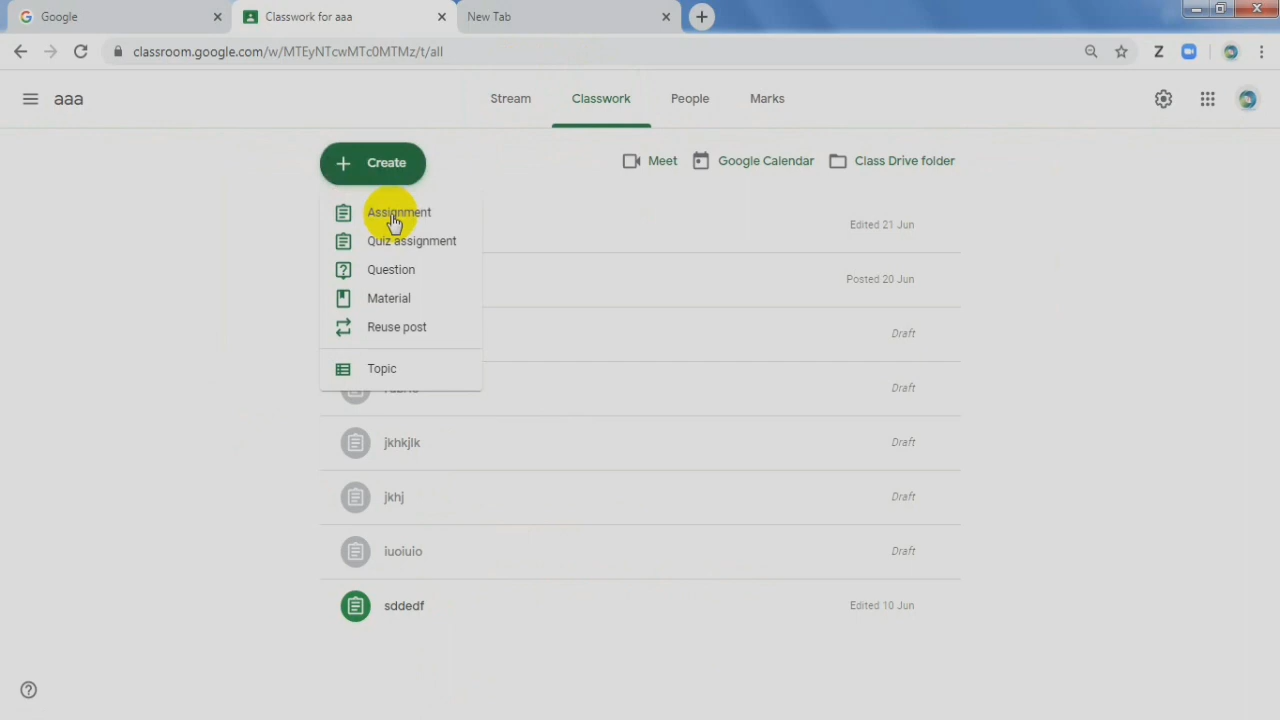 Google
Classwork for aaa
New Tab
classroom.google.com/w/MTEyNTcwMTc0MTMz/t/all
Z
aaa
Stream
Classwork
People
Marks
Create
Meet
Google Calendar
Class Drive folder
Assignment
Edited 21 Jun
Quiz assignment
Question
Posted 20 Jun
Material
Reuse post
Draft
Topic
Draft
jkhkjlk
Draft
jkhj
Draft
iuoiuio
Draft
sddedf
Edited 10 Jun